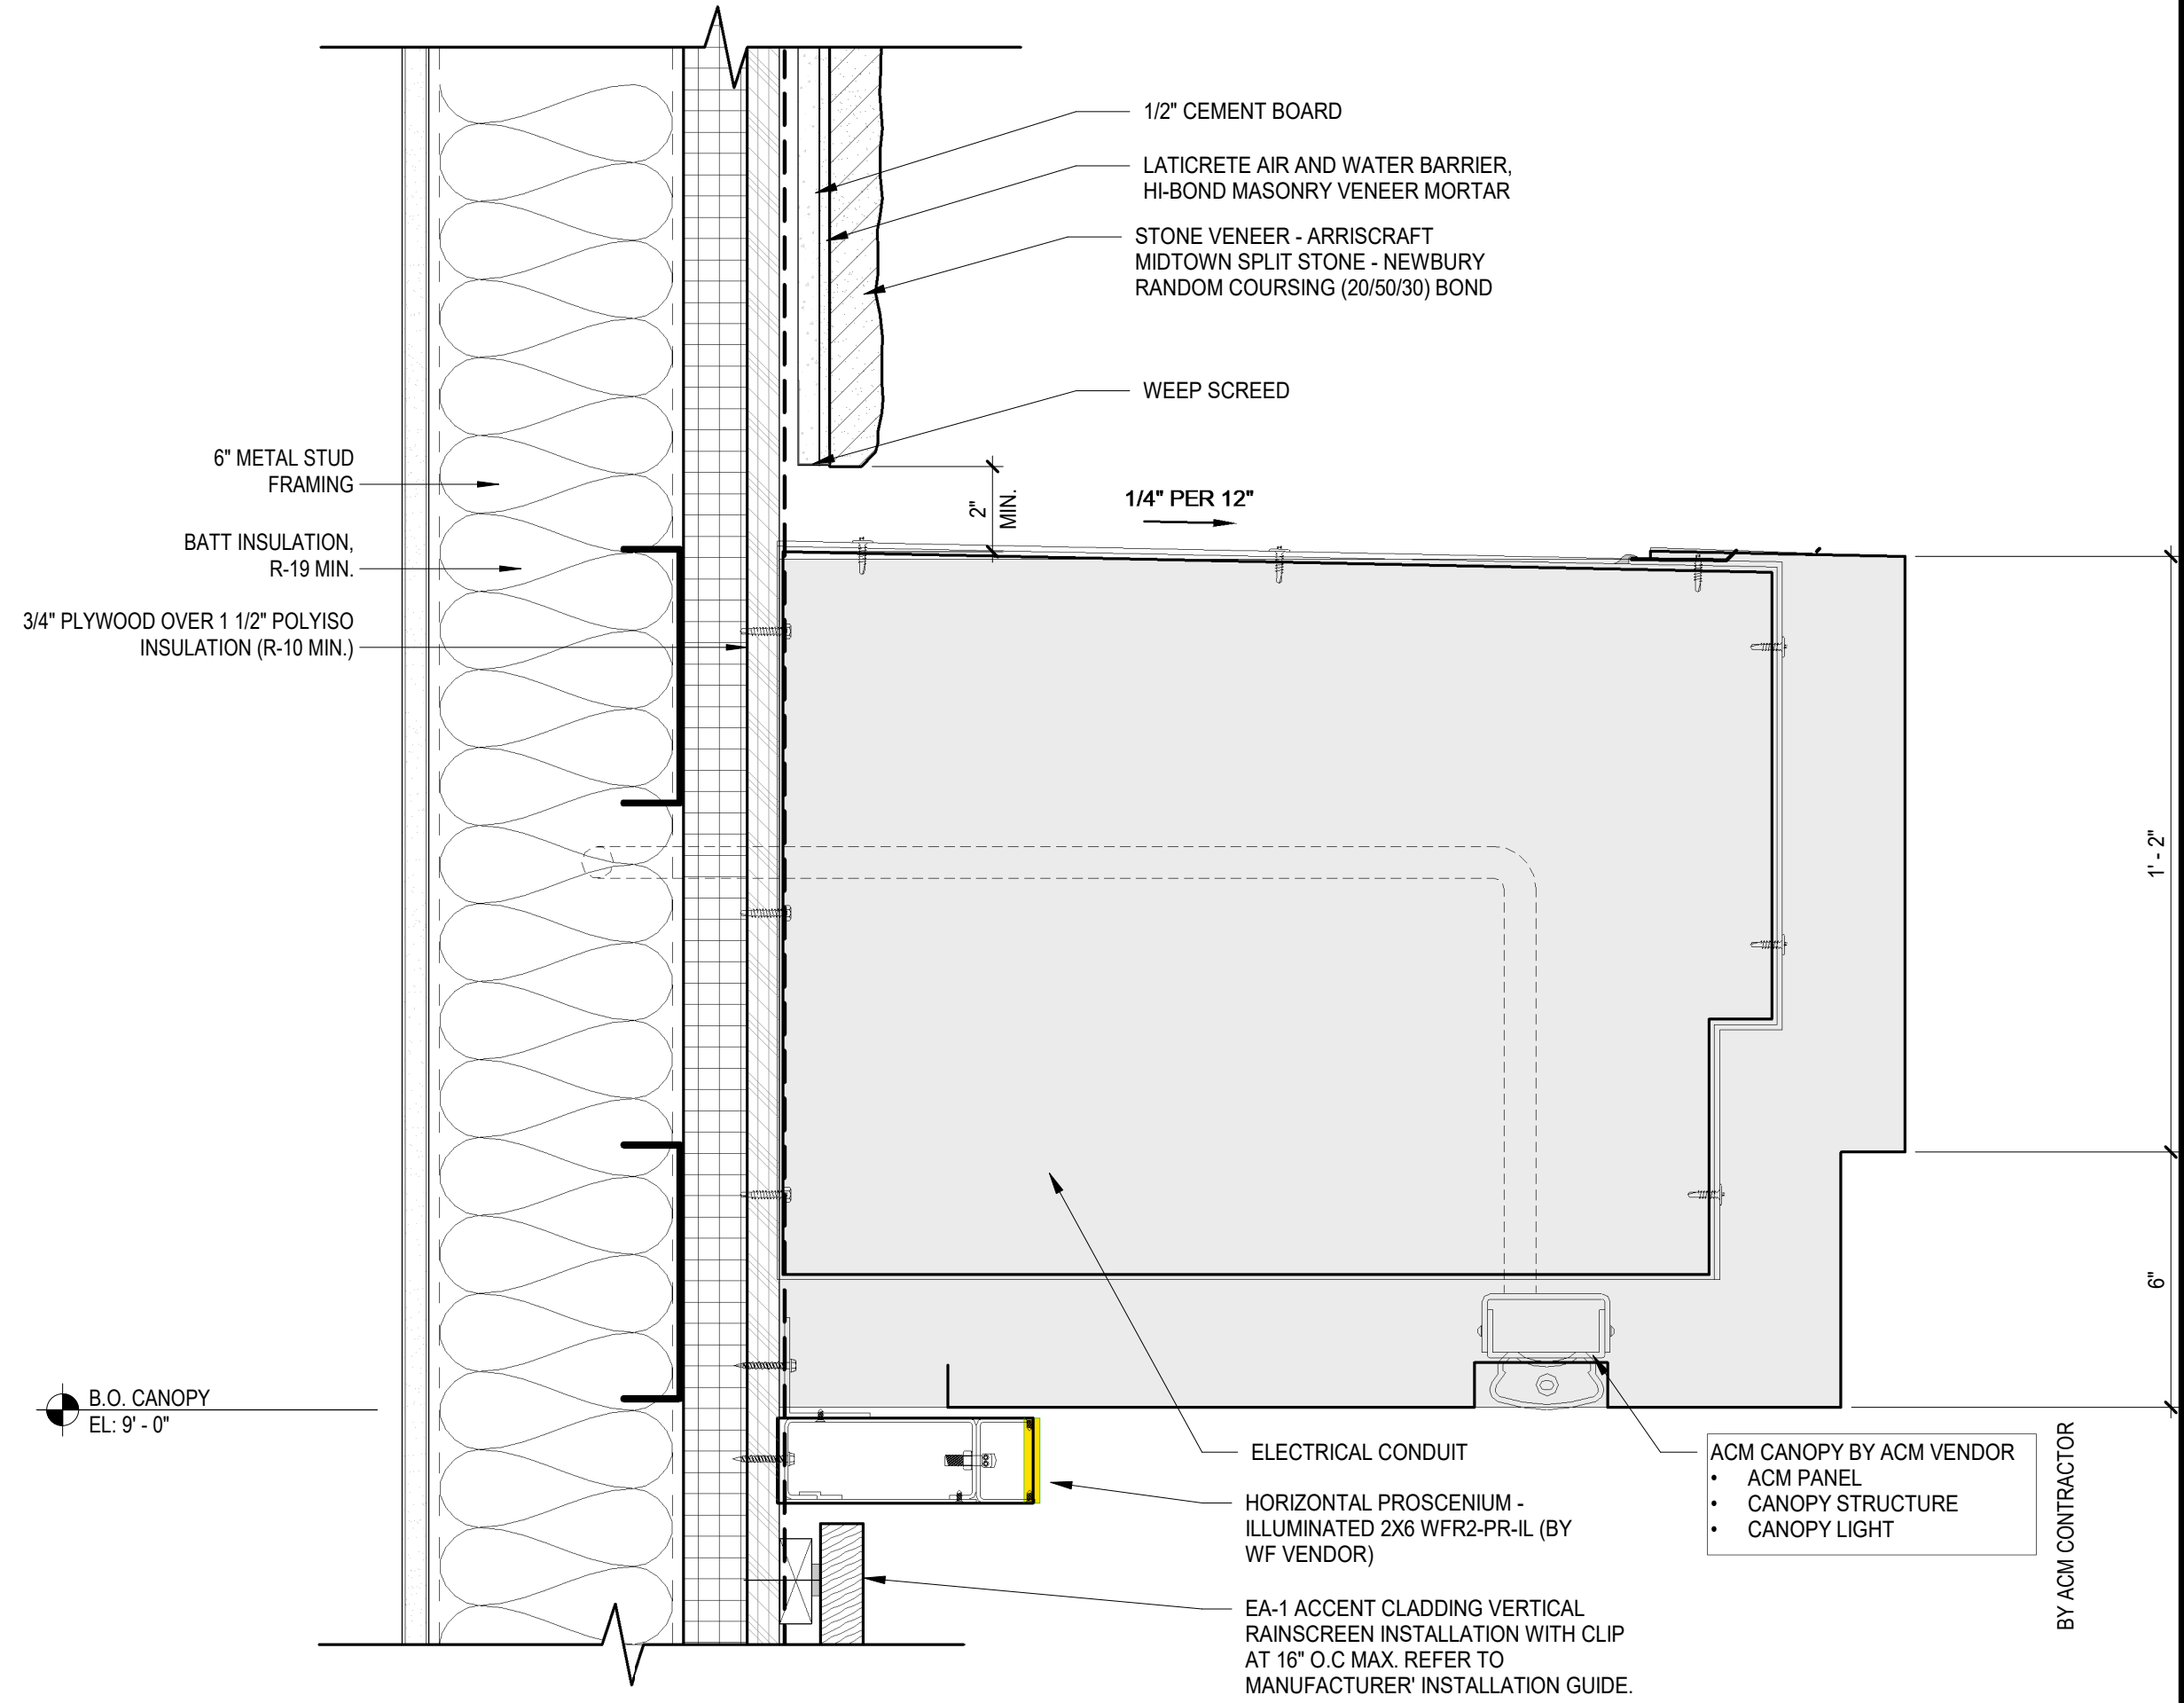 1/2" CEMENT BOARD
LATICRETE AIR AND WATER BARRIER,
HI-BOND MASONRY VENEER MORTAR
STONE VENEER - ARRISCRAFT
MIDTOWN SPLIT STONE - NEWBURY
RANDOM COURSING (20/50/30) BOND
WEEP SCREED
6" METAL STUD
FRAMING
2"
MIN.
1/4" PER 12"
BATT INSULATION,
R-19 MIN.
3/4" PLYWOOD OVER 1 1/2" POLYISO
INSULATION (R-10 MIN.)
1' - 2"
6"
B.O. CANOPY
EL: 9' - 0"
ELECTRICAL CONDUIT
HORIZONTAL PROSCENIUM -
ILLUMINATED 2X6 WFR2-PR-IL (BY
WF VENDOR)
ACM CANOPY BY ACM VENDOR
• ACM PANEL
• CANOPY STRUCTURE
• CANOPY LIGHT
BY ACM CONTRACTOR
EA-1 ACCENT CLADDING VERTICAL
RAINSCREEN INSTALLATION WITH CLIP
AT 16" O.C MAX. REFER TO
MANUFACTURER' INSTALLATION GUIDE.